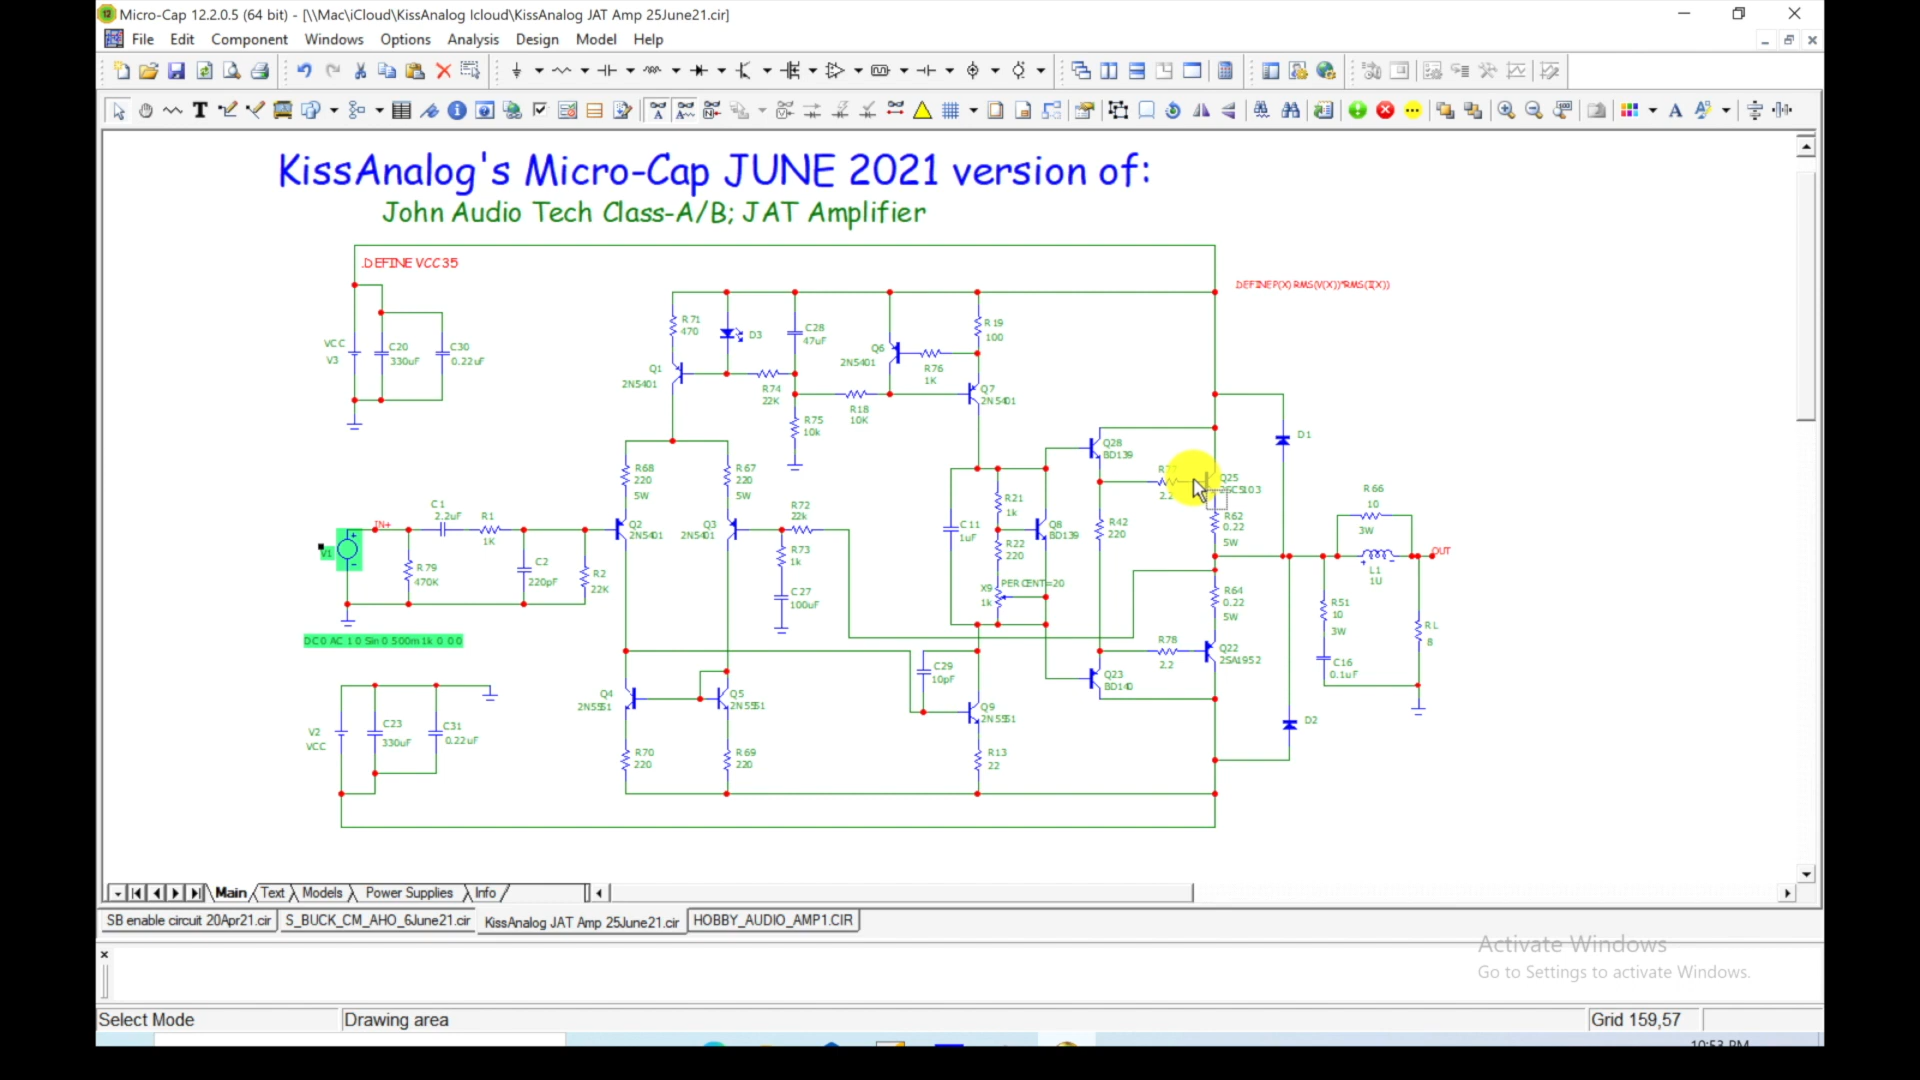 Micro-Cap 12.2.0.5 (64 bit) - [\\Mac\iCloud\KissAnalog Icloud\KissAnalog JAT Amp 25June21.cir]
File Edit Component Windows Options Analysis Design Model Help
KissAnalog's Micro-Cap JUNE 2021 version of:
John Audio Tech Class-A/B; JAT Amplifier
.DEFINE VCC 35
.DEFINE P(X) RMS(V(X))*RMS(I(X))
VCC
V3
C20
330uF
C30
0.22uF
R71
470
D3
C28
47uF
Q6
2N5401
R76
1K
R19
100
Q1
2N5401
R74
22K
R18
10K
Q7
2N5401
R75
10k
Q28
BD139
D1
R68
220
5W
R67
220
5W
2.2
Q25
2SC5103
R66
10
3W
IN+
C1
2.2uF
R1
1K
Q2
2N5401
Q3
2N5401
R72
22k
R73
1k
C11
1uF
R21
1k
Q8
BD139
R22
220
R42
220
R62
0.22
5W
OUT
L1
1U
V1
R79
470K
C2
220pF
R2
22K
C27
100uF
X9
1k
PERCENT=20
R64
0.22
5W
R51
10
3W
RL
8
DC 0 AC 1 0 Sin 0 500m 1k 0 0 0
C29
10pF
R78
2.2
Q22
2SA1952
C16
0.1uF
Q23
BD140
Q4
2N5551
Q5
2N5551
Q9
2N5551
D2
V2
VCC
C23
330uF
C31
0.22uF
R70
220
R69
220
R13
22
Main Text Models Power Supplies Info
SB enable circuit 20Apr21.cir S_BUCK_CM_AHO_6June21.cir KissAnalog JAT Amp 25June21.cir HOBBY_AUDIO_AMP1.CIR
Activate Windows
Go to Settings to activate Windows.
Select Mode Drawing area Grid 159,57
10:53 PM